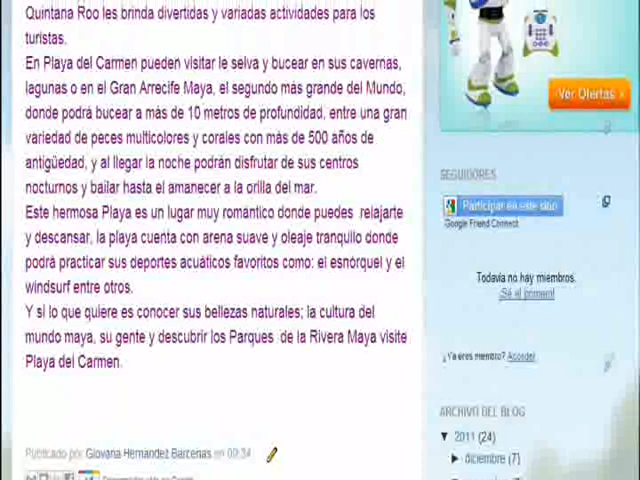 Quintana Roo les brinda divertidas y variadas actividades para los
turistas.
En Playa del Carmen pueden visitar le selva y bucear en sus cavernas,
lagunas o en el Gran Arrecife Maya, el segundo más grande del Mundo,
donde podrá bucear a más de 10 metros de profundidad, entre una gran
variedad de peces multicolores y corales con más de 500 años de
antigüedad, y al llegar la noche podrán disfrutar de sus centros
nocturnos y bailar hasta el amanecer a la orilla del mar.
Este hermosa Playa es un lugar muy romántico donde puedes relajarte
y descansar, la playa cuenta con arena suave y oleaje tranquilo donde
podrá practicar sus deportes acuáticos favoritos como: el esnórquel y el
windsurf entre otros.
Y si lo que quiere es conocer sus bellezas naturales; la cultura del
mundo maya, su gente y descubrir los Parques de la Rivera Maya visite
Playa del Carmen.
Publicado por Giovana Hernandez Barcenas en 09:34
Ver Ofertas
SEGUIDORES
Participar en este sitio
Google Friend Connect
Todavía no hay miembros.
¡Sé el primero!
¿Ya eres miembro? Acceder
ARCHIVO DEL BLOG
▼ 2011 (24)
► diciembre (7)